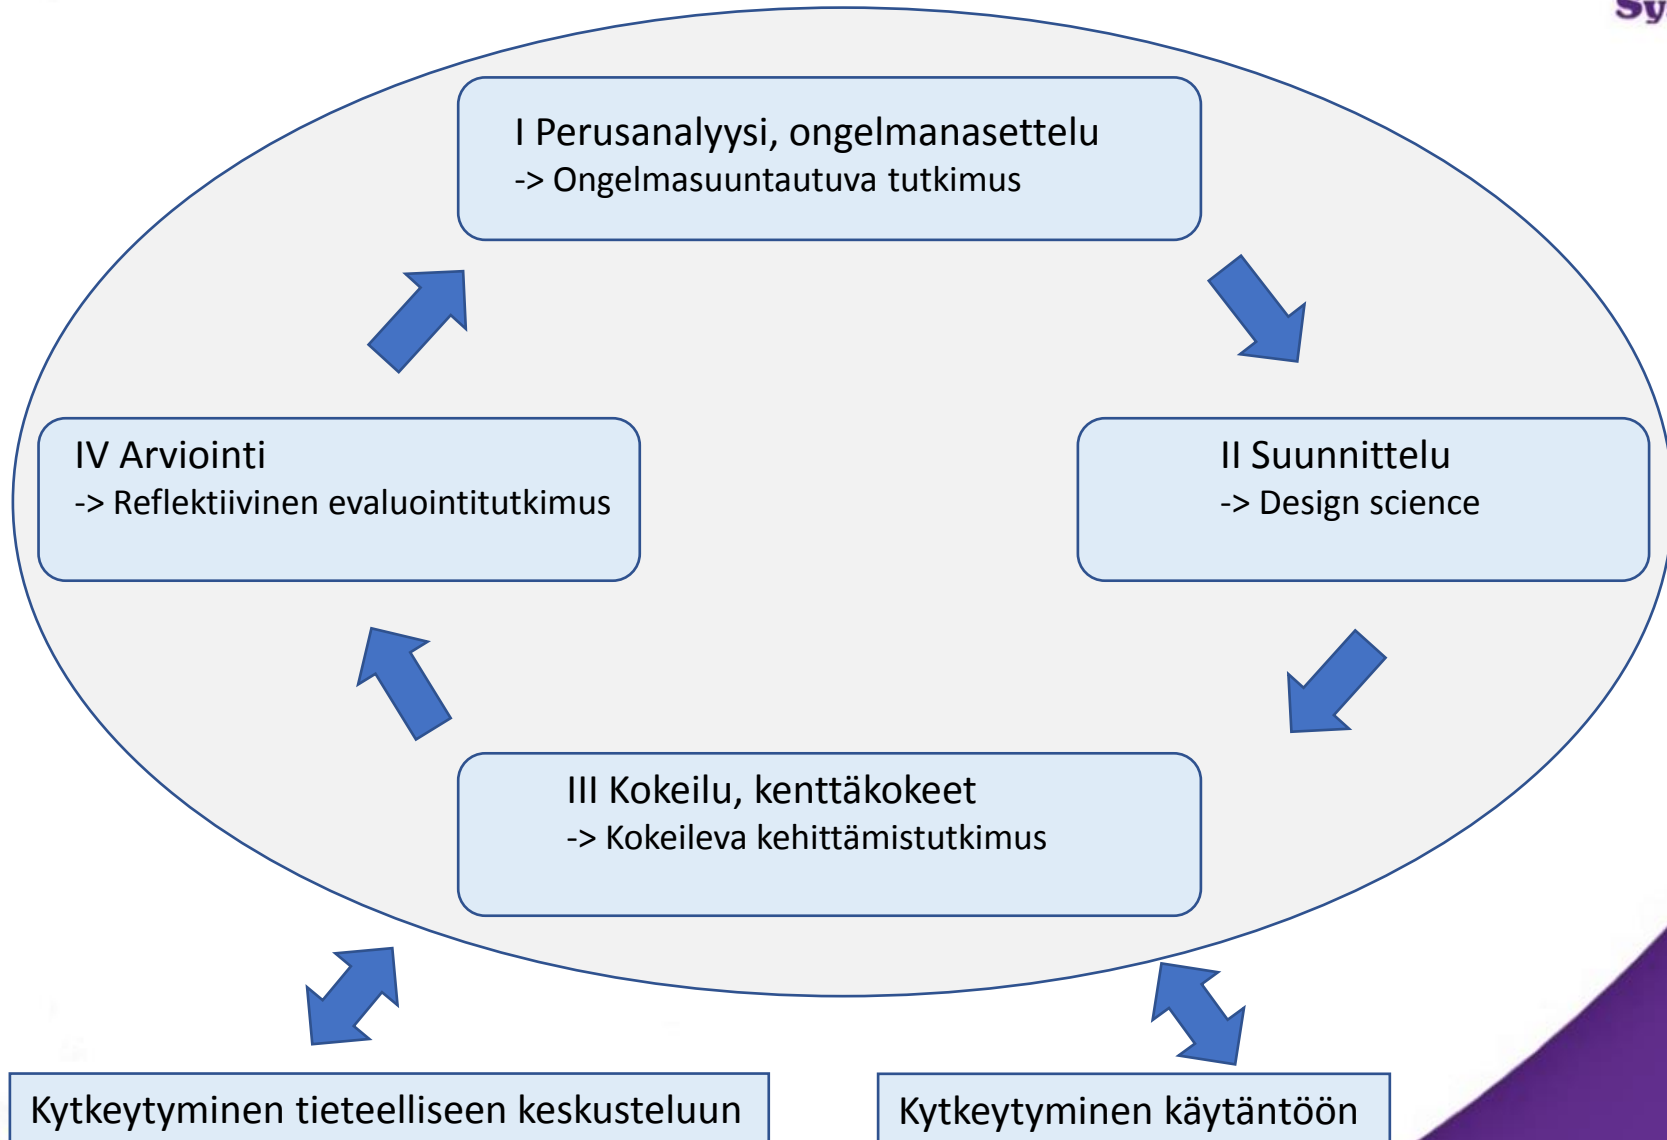 I Perusanalyysi, ongelmanasettelu
-> Ongelmasuuntautuva tutkimus
IV Arviointi
-> Reflektiivinen evaluointitutkimus
II Suunnittelu
-> Design science
III Kokeilu, kenttäkokeet
-> Kokeileva kehittämistutkimus
Kytkeytyminen tieteelliseen keskusteluun
Kytkeytyminen käytäntöön